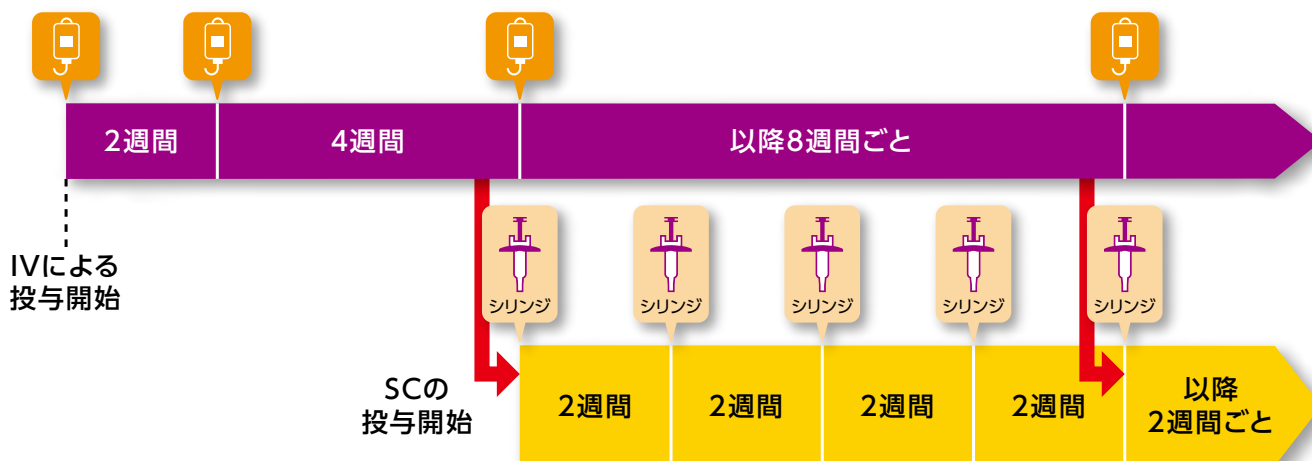 2週間
4週間
以降8週間ごと
IVによる
投与開始
シリンジ
シリンジ
シリンジ
シリンジ
シリンジ
SCの
投与開始
2週間
2週間
2週間
2週間
以降
2週間ごと